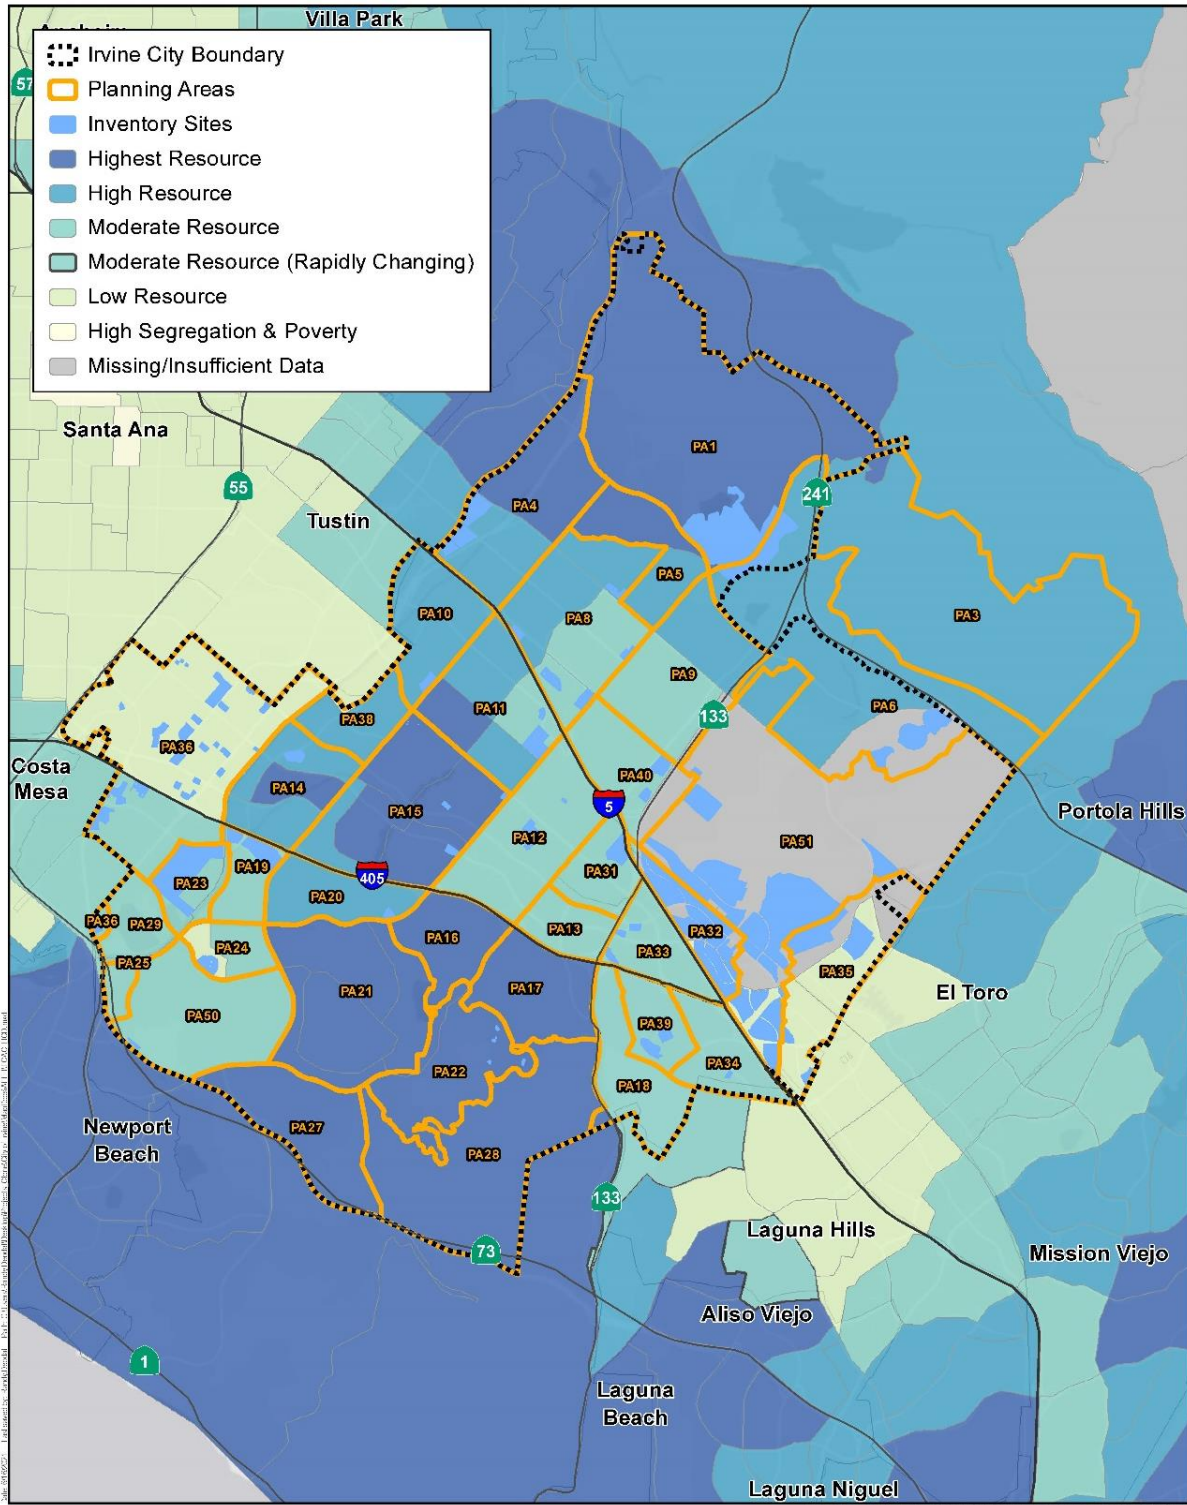 Villa Park
Irvine City Boundary
Planning Areas
Inventory Sites
Highest Resource
High Resource
Moderate Resource
Moderate Resource (Rapidly Changing)
Low Resource
High Segregation & Poverty
Missing/Insufficient Data
57
Santa Ana
PA1
55
241
PA4
Tustin
PA5
PA10
PA8
PA3
PA9
PA11
PA6
133
PA38
PA36
Costa
Mesa
PA40
PA14
5
PA15
Portola Hills
PA12
PA51
PA19
PA31
405
PA23
PA20
PA36
PA29
PA13
PA32
PA24
PA16
PA33
PA25
PA35
PA21
PA17
El Toro
PA50
PA39
PA34
PA22
PA18
Newport
Beach
PA27
PA28
133
Laguna Hills
73
Mission Viejo
Aliso Viejo
1
Laguna
Beach
Laguna Niguel